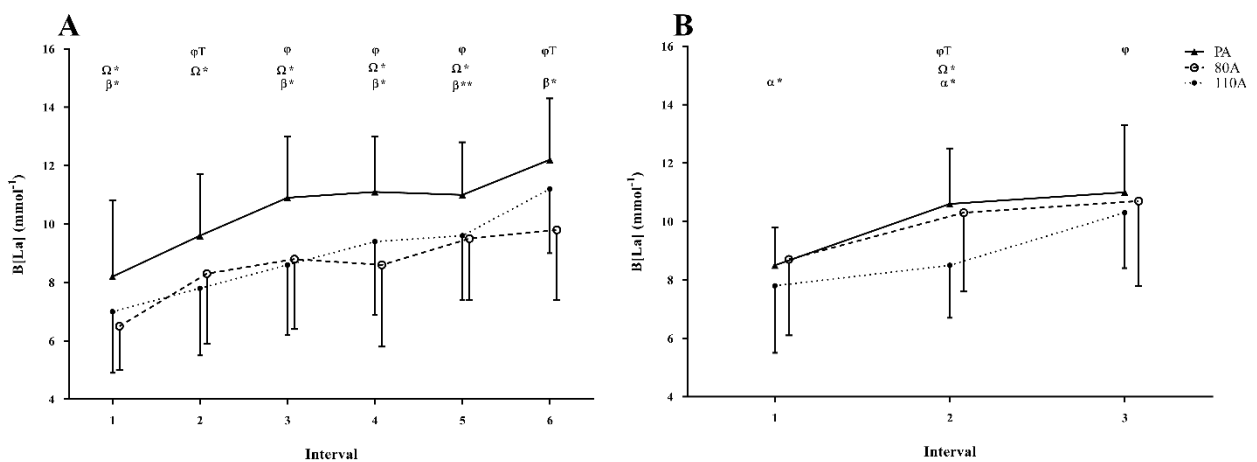 A
φT φ φ φ φT
Ω* Ω* Ω* Ω* Ω*
β* β* β* β** β*
16
14
12
10
8
6
4
B[La] (mmol⁻¹)
1 2 3 4 5 6
Interval
B
φT φ
Ω*
α* α*
16
14
12
10
8
6
4
B[La] (mmol⁻¹)
1 2 3
Interval
PA
80A
110A